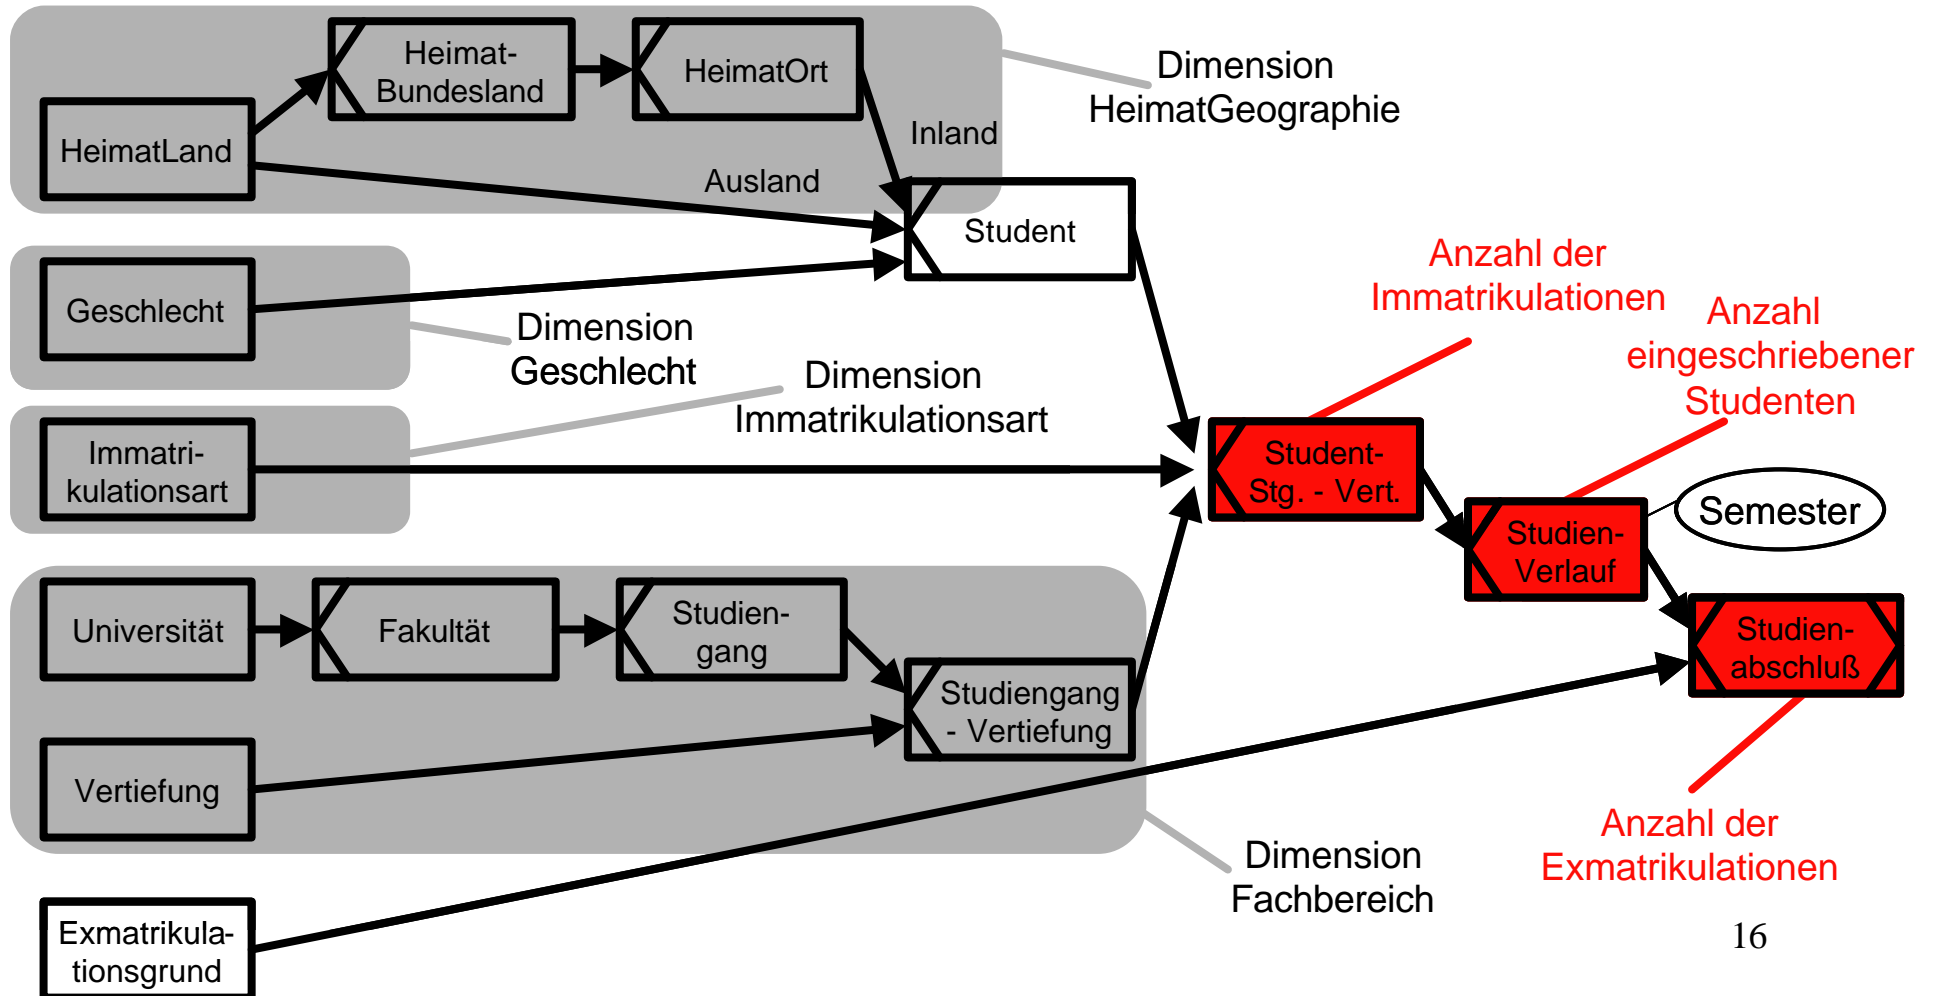 Heimat-
Bundesland
HeimatOrt
Dimension
HeimatGeographie
HeimatLand
Inland
Ausland
Student
Geschlecht
Dimension
Geschlecht
Anzahl der
Immatrikulationen
Anzahl
eingeschriebener
Studenten
Dimension
Immatrikulationsart
Immatri-
kulationsart
Student-
Stg. - Vert.
Semester
Studien-
Verlauf
Universität
Fakultät
Studien-
gang
Studien-
abschluß
Studiengang
- Vertiefung
Vertiefung
Anzahl der
Exmatrikulationen
Dimension
Fachbereich
Exmatrikula-
tionsgrund
16